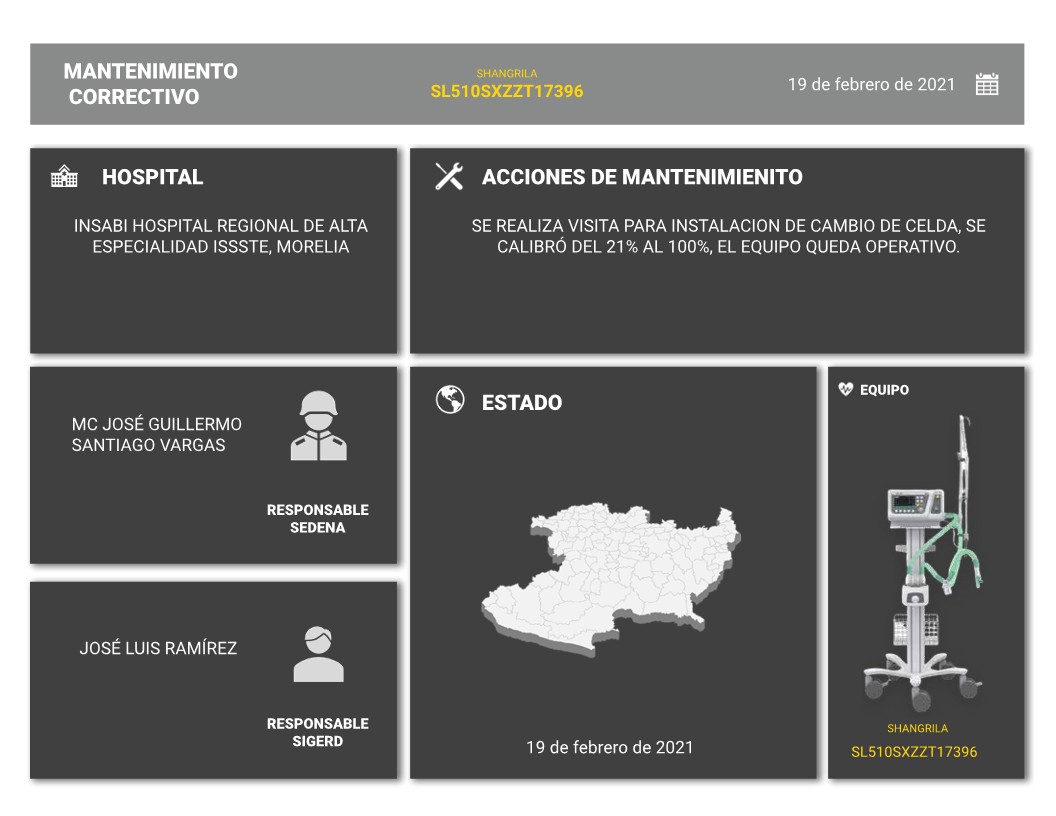 MANTENIMIENTO
CORRECTIVO
SHANGRILA
SL510SXZZT17396
19 de febrero de 2021
HOSPITAL
INSABI HOSPITAL REGIONAL DE ALTA
ESPECIALIDAD ISSSTE, MORELIA
ACCIONES DE MANTENIMIENITO
SE REALIZA VISITA PARA INSTALACION DE CAMBIO DE CELDA, SE
CALIBRÓ DEL 21% AL 100%, EL EQUIPO QUEDA OPERATIVO.
MC JOSÉ GUILLERMO
SANTIAGO VARGAS
RESPONSABLE
SEDENA
JOSÉ LUIS RAMÍREZ
RESPONSABLE
SIGERD
ESTADO
19 de febrero de 2021
EQUIPO
SHANGRILA
SL510SXZZT17396